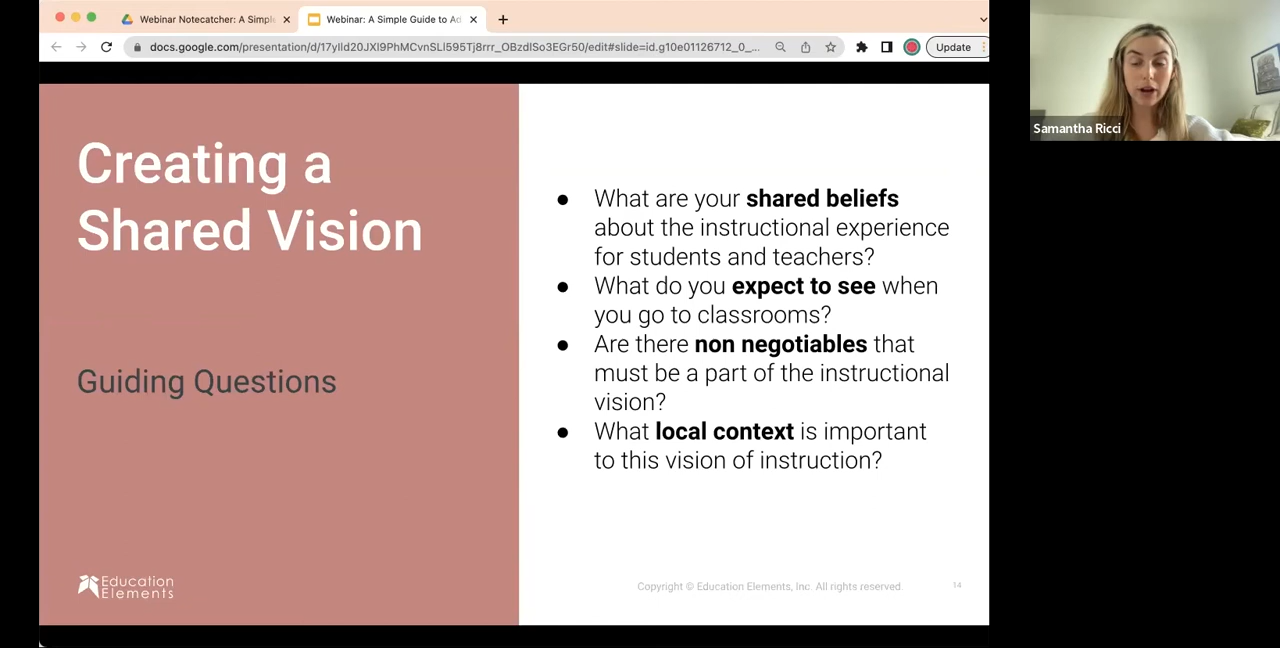 Webinar Notecatcher: A Simple
Webinar: A Simple Guide to Ad
docs.google.com/presentation/d/17ylId20JXl9PhMCvnSLI595Tj8rrr_OBzdISo3EGr50/edit#slide=id.g10e01126712_0_...
Update
Samantha Ricci
Creating a
Shared Vision
Guiding Questions
● What are your shared beliefs
about the instructional experience
for students and teachers?
● What do you expect to see when
you go to classrooms?
● Are there non negotiables that
must be a part of the instructional
vision?
● What local context is important
to this vision of instruction?
Education
Elements
Copyright © Education Elements, Inc. All rights reserved.
14